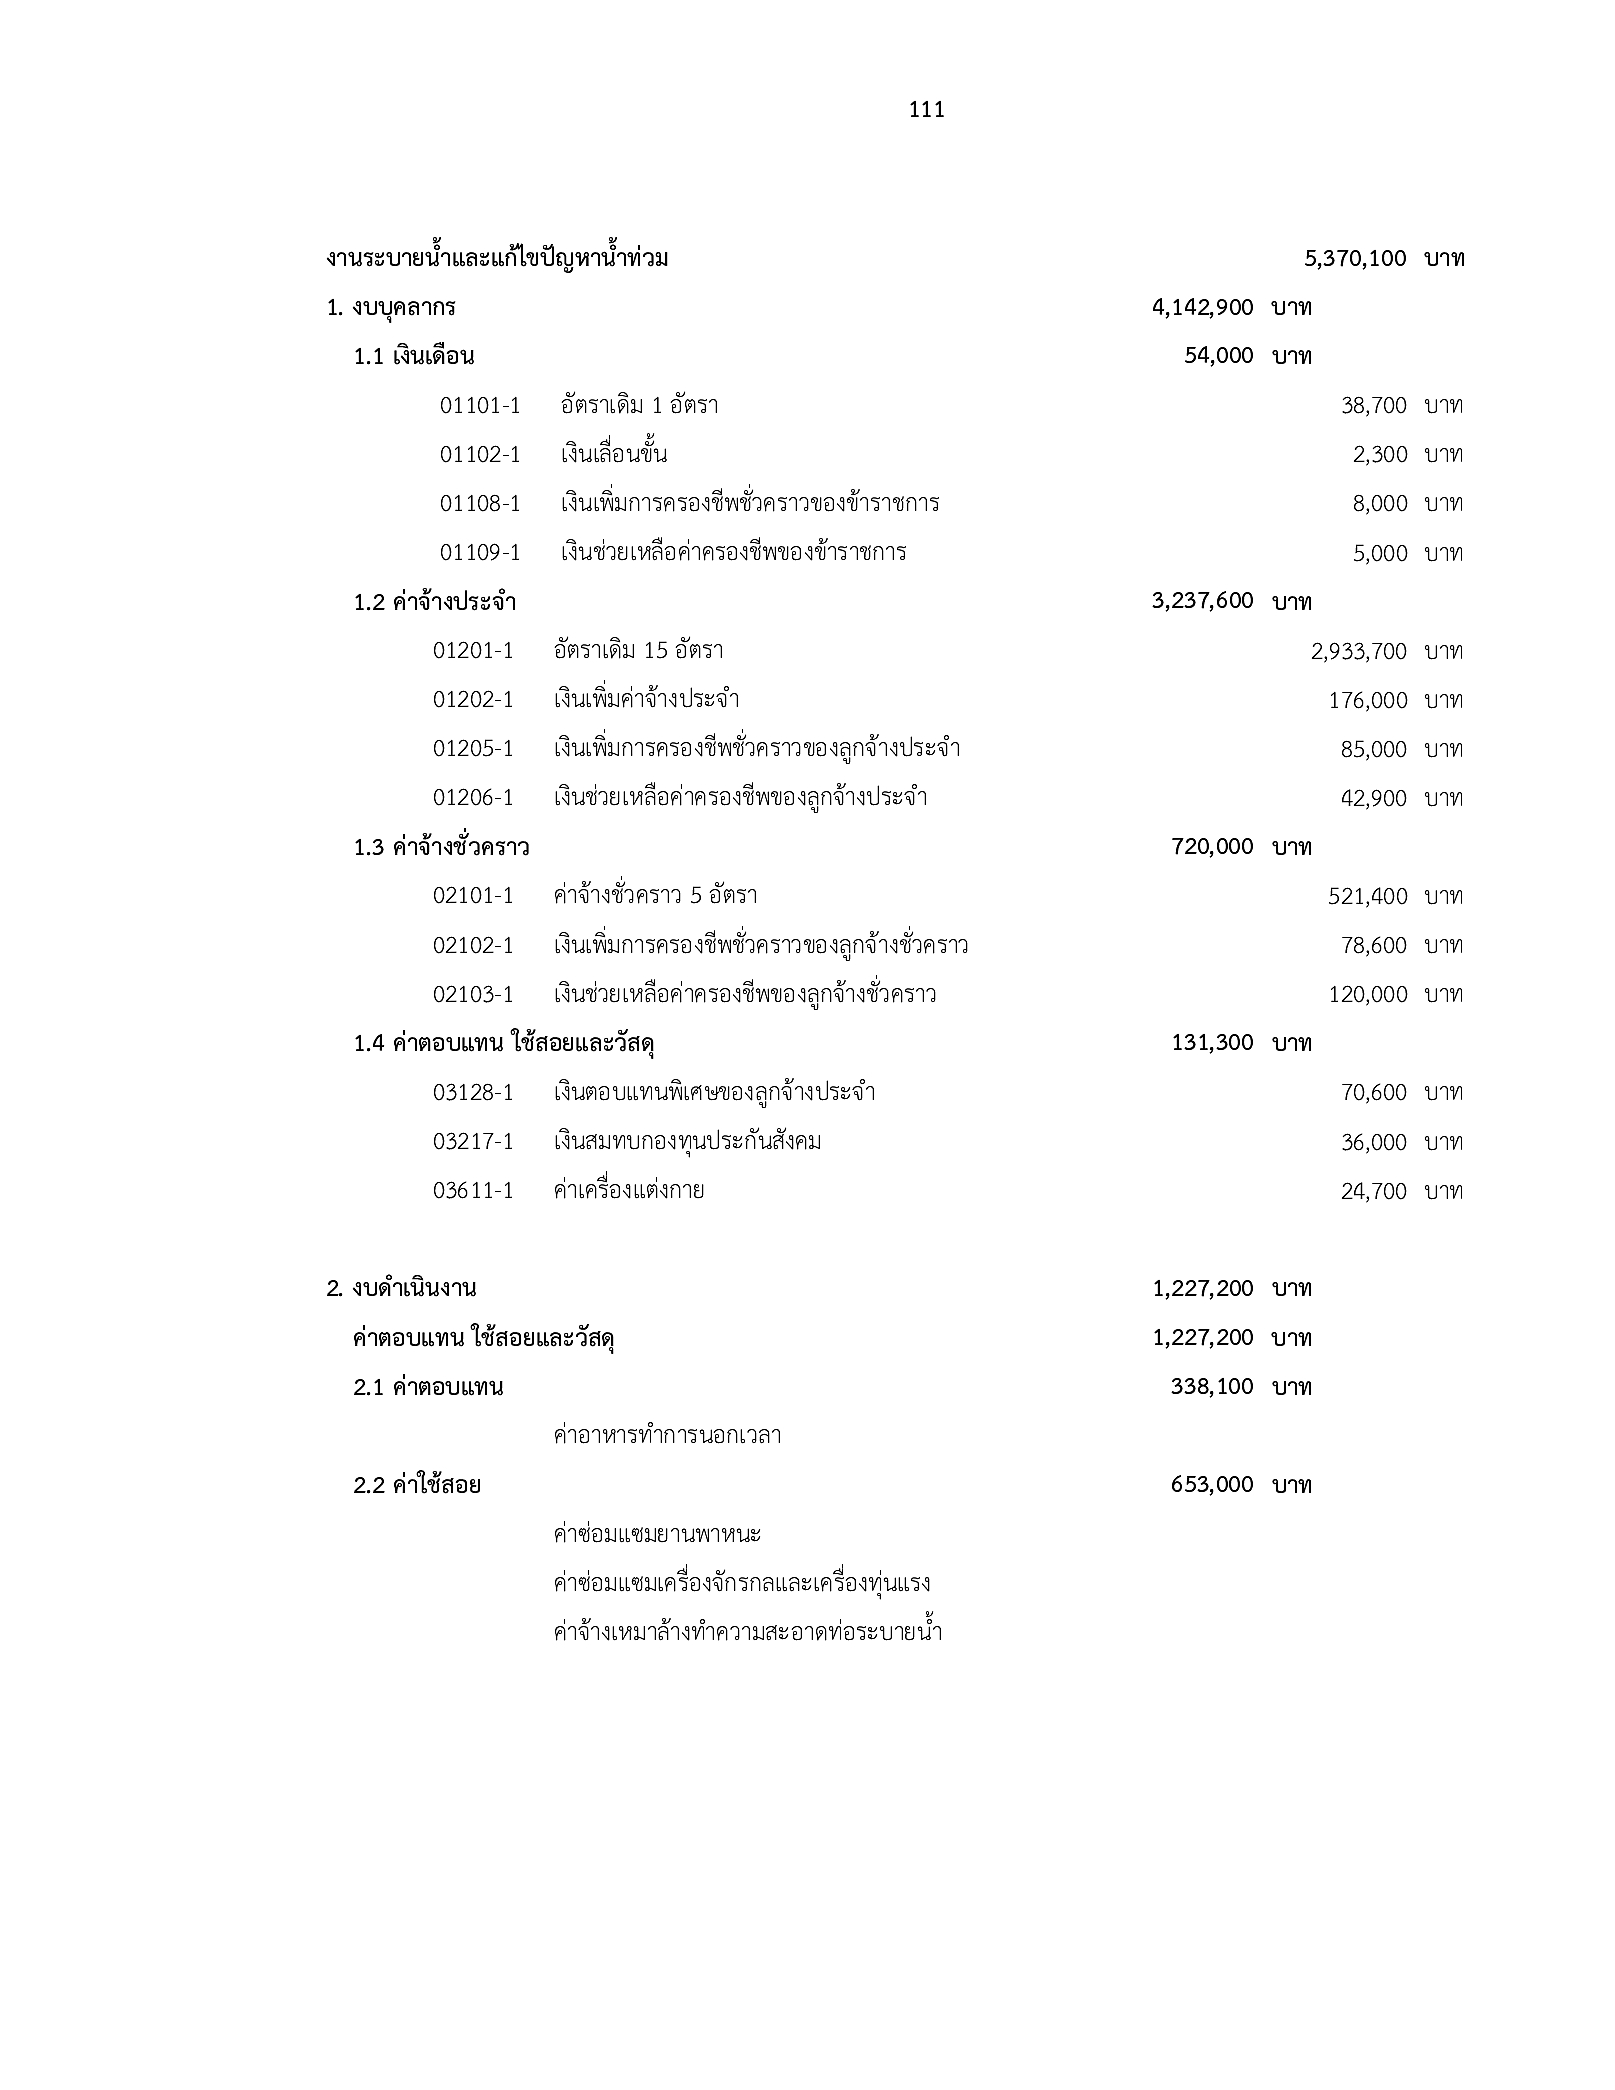 111
งานระบายน้ำและแก้ไขปัญหาน้ำท่วม 5,370,100 บาท
1. งบบุคลากร 4,142,900 บาท
1.1 เงินเดือน 54,000 บาท
01101-1 อัตราเดิม 1 อัตรา 38,700 บาท
01102-1 เงินเลื่อนขั้น 2,300 บาท
01108-1 เงินเพิ่มการครองชีพชั่วคราวของข้าราชการ 8,000 บาท
01109-1 เงินช่วยเหลือค่าครองชีพของข้าราชการ 5,000 บาท
1.2 ค่าจ้างประจำ 3,237,600 บาท
01201-1 อัตราเดิม 15 อัตรา 2,933,700 บาท
01202-1 เงินเพิ่มค่าจ้างประจำ 176,000 บาท
01205-1 เงินเพิ่มการครองชีพชั่วคราวของลูกจ้างประจำ 85,000 บาท
01206-1 เงินช่วยเหลือค่าครองชีพของลูกจ้างประจำ 42,900 บาท
1.3 ค่าจ้างชั่วคราว 720,000 บาท
02101-1 ค่าจ้างชั่วคราว 5 อัตรา 521,400 บาท
02102-1 เงินเพิ่มการครองชีพชั่วคราวของลูกจ้างชั่วคราว 78,600 บาท
02103-1 เงินช่วยเหลือค่าครองชีพของลูกจ้างชั่วคราว 120,000 บาท
1.4 ค่าตอบแทน ใช้สอยและวัสดุ 131,300 บาท
03128-1 เงินตอบแทนพิเศษของลูกจ้างประจำ 70,600 บาท
03217-1 เงินสมทบกองทุนประกันสังคม 36,000 บาท
03611-1 ค่าเครื่องแต่งกาย 24,700 บาท
2. งบดำเนินงาน 1,227,200 บาท
ค่าตอบแทน ใช้สอยและวัสดุ 1,227,200 บาท
2.1 ค่าตอบแทน 338,100 บาท
ค่าอาหารทำการนอกเวลา
2.2 ค่าใช้สอย 653,000 บาท
ค่าซ่อมแซมยานพาหนะ
ค่าซ่อมแซมเครื่องจักรกลและเครื่องทุ่นแรง
ค่าจ้างเหมาล้างทำความสะอาดท่อระบายน้ำ